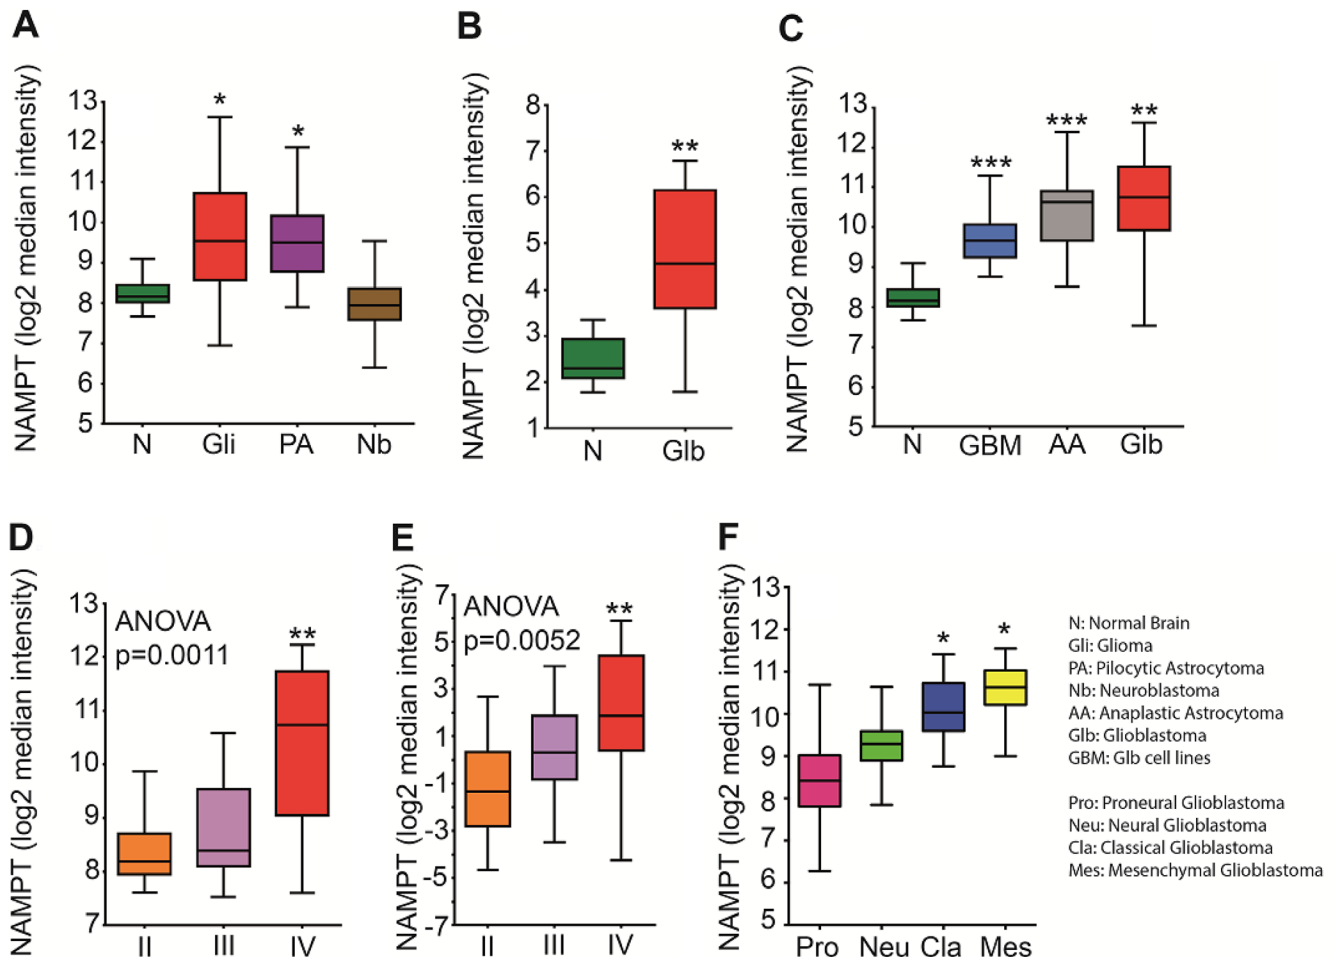 A
NAMPT (log2 median intensity)
13
12
11
10
9
8
7
6
5
*
*
N
Gli
PA
Nb
B
NAMPT (log2 median intensity)
8
7
6
5
4
3
2
1
**
N
Glb
C
NAMPT (log2 median intensity)
13
12
11
10
9
8
7
6
5
***
***
**
N
GBM
AA
Glb
D
NAMPT (log2 median intensity)
13
12
11
10
9
8
7
ANOVA
p=0.0011
**
II
III
IV
E
NAMPT (log2 median intensity)
7
5
3
1
-1
-3
-5
-7
ANOVA
p=0.0052
**
II
III
IV
F
NAMPT (log2 median intensity)
13
12
11
10
9
8
7
6
5
*
*
Pro
Neu
Cla
Mes
N: Normal Brain
Gli: Glioma
PA: Pilocytic Astrocytoma
Nb: Neuroblastoma
AA: Anaplastic Astrocytoma
Glb: Glioblastoma
GBM: Glb cell lines
Pro: Proneural Glioblastoma
Neu: Neural Glioblastoma
Cla: Classical Glioblastoma
Mes: Mesenchymal Glioblastoma